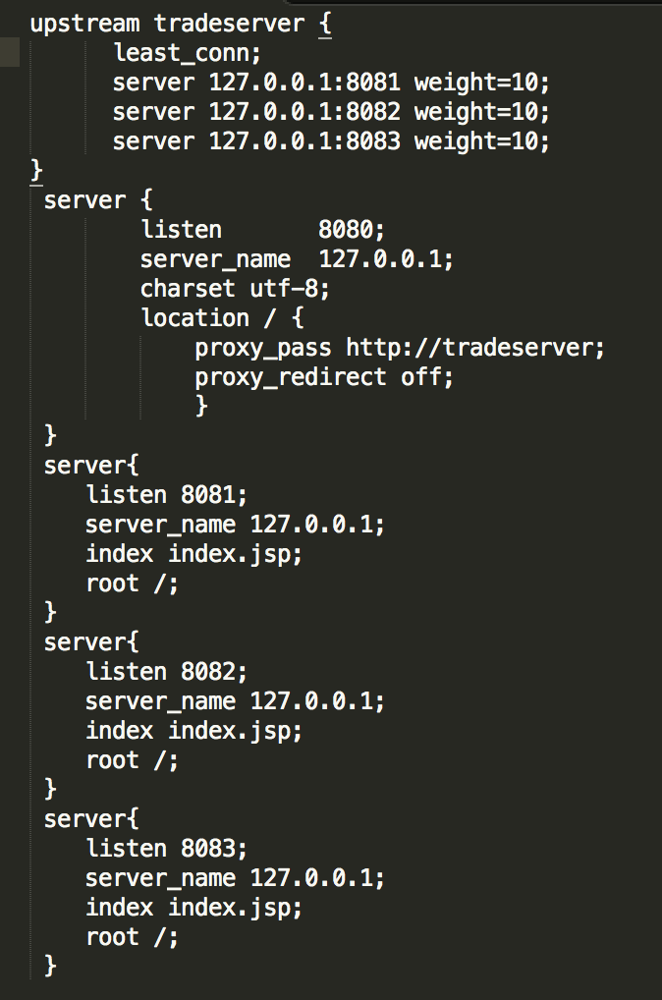 upstream tradeserver {
least_conn;
server 127.0.0.1:8081 weight=10;
server 127.0.0.1:8082 weight=10;
server 127.0.0.1:8083 weight=10;
}
server {
listen 8080;
server_name 127.0.0.1;
charset utf-8;
location / {
proxy_pass http://tradeserver;
proxy_redirect off;
}
}
server{
listen 8081;
server_name 127.0.0.1;
index index.jsp;
root /;
}
server{
listen 8082;
server_name 127.0.0.1;
index index.jsp;
root /;
}
server{
listen 8083;
server_name 127.0.0.1;
index index.jsp;
root /;
}